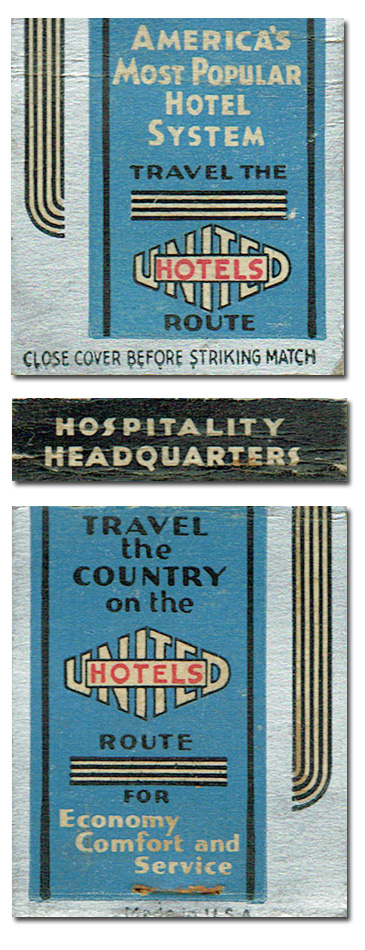 AMERICA'S
MOST POPULAR
HOTEL
SYSTEM
TRAVEL THE
UNITED
HOTELS
ROUTE
CLOSE COVER BEFORE STRIKING MATCH
HOSPITALITY
HEADQUARTERS
TRAVEL
the
COUNTRY
on the
UNITED
HOTELS
ROUTE
FOR
Economy
Comfort and
Service
Made in U.S.A.